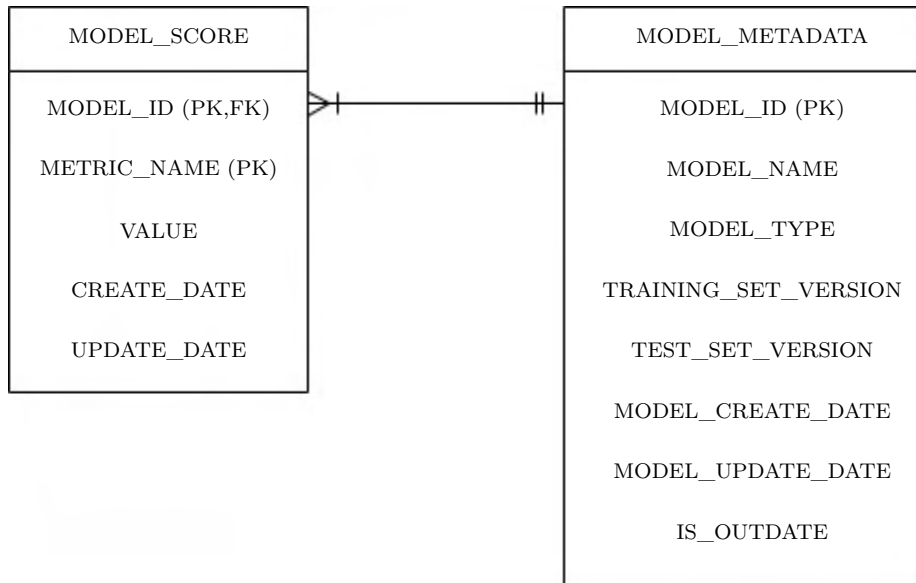 MODEL_SCORE
MODEL_ID (PK,FK)
METRIC_NAME (PK)
VALUE
CREATE_DATE
UPDATE_DATE
MODEL_METADATA
MODEL_ID (PK)
MODEL_NAME
MODEL_TYPE
TRAINING_SET_VERSION
TEST_SET_VERSION
MODEL_CREATE_DATE
MODEL_UPDATE_DATE
IS_OUTDATE